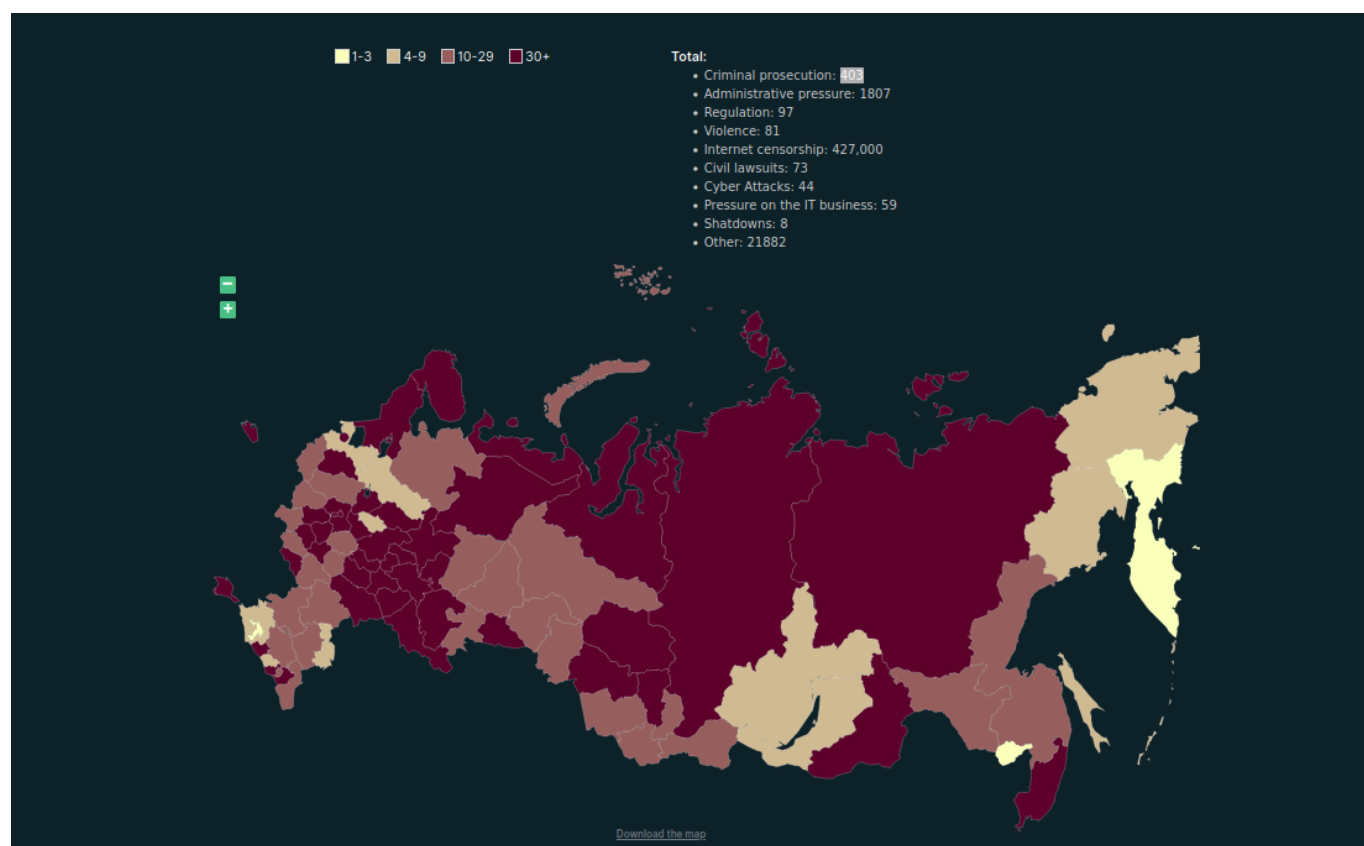 1-3 4-9 10-29 30+
Total:
• Criminal prosecution: 403
• Administrative pressure: 1807
• Regulation: 97
• Violence: 81
• Internet censorship: 427,000
• Civil lawsuits: 73
• Cyber Attacks: 44
• Pressure on the IT business: 59
• Shatdowns: 8
• Other: 21882
−
+
Download the map